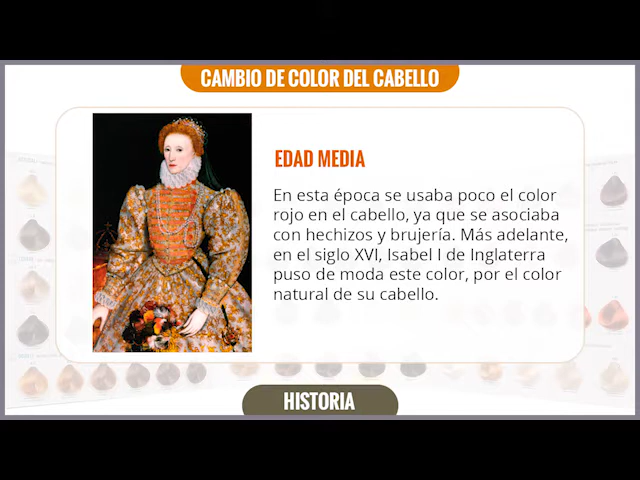 CAMBIO DE COLOR DEL CABELLO
EDAD MEDIA
En esta época se usaba poco el color
rojo en el cabello, ya que se asociaba
con hechizos y brujería. Más adelante,
en el siglo XVI, Isabel I de Inglaterra
puso de moda este color, por el color
natural de su cabello.
HISTORIA